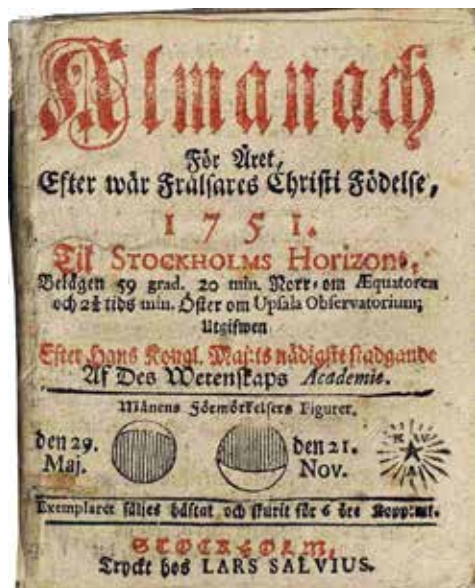 Almanach
För Året,
Efter wår Frälsares Christi Födelse,
1751.
Til STOCKHOLMS Horizont,
Belägen 59 grad. 20 min. Norr om Æquatoren
och 2½ tids min. Öster om Upsala Observatorium;
Utgifwen
Efter Hans Kongl. Maj:ts nådigste stadgande
Af Des Wetenskaps Academie.
Månens Förmörkelsers Figurer.
den 29. Maj.
den 21. Nov.
K W A
Exemplaret säljes häftat och skurit för 6 öre Kopp:mt.
STOCKHOLM,
Tryckt hos LARS SALVIUS.